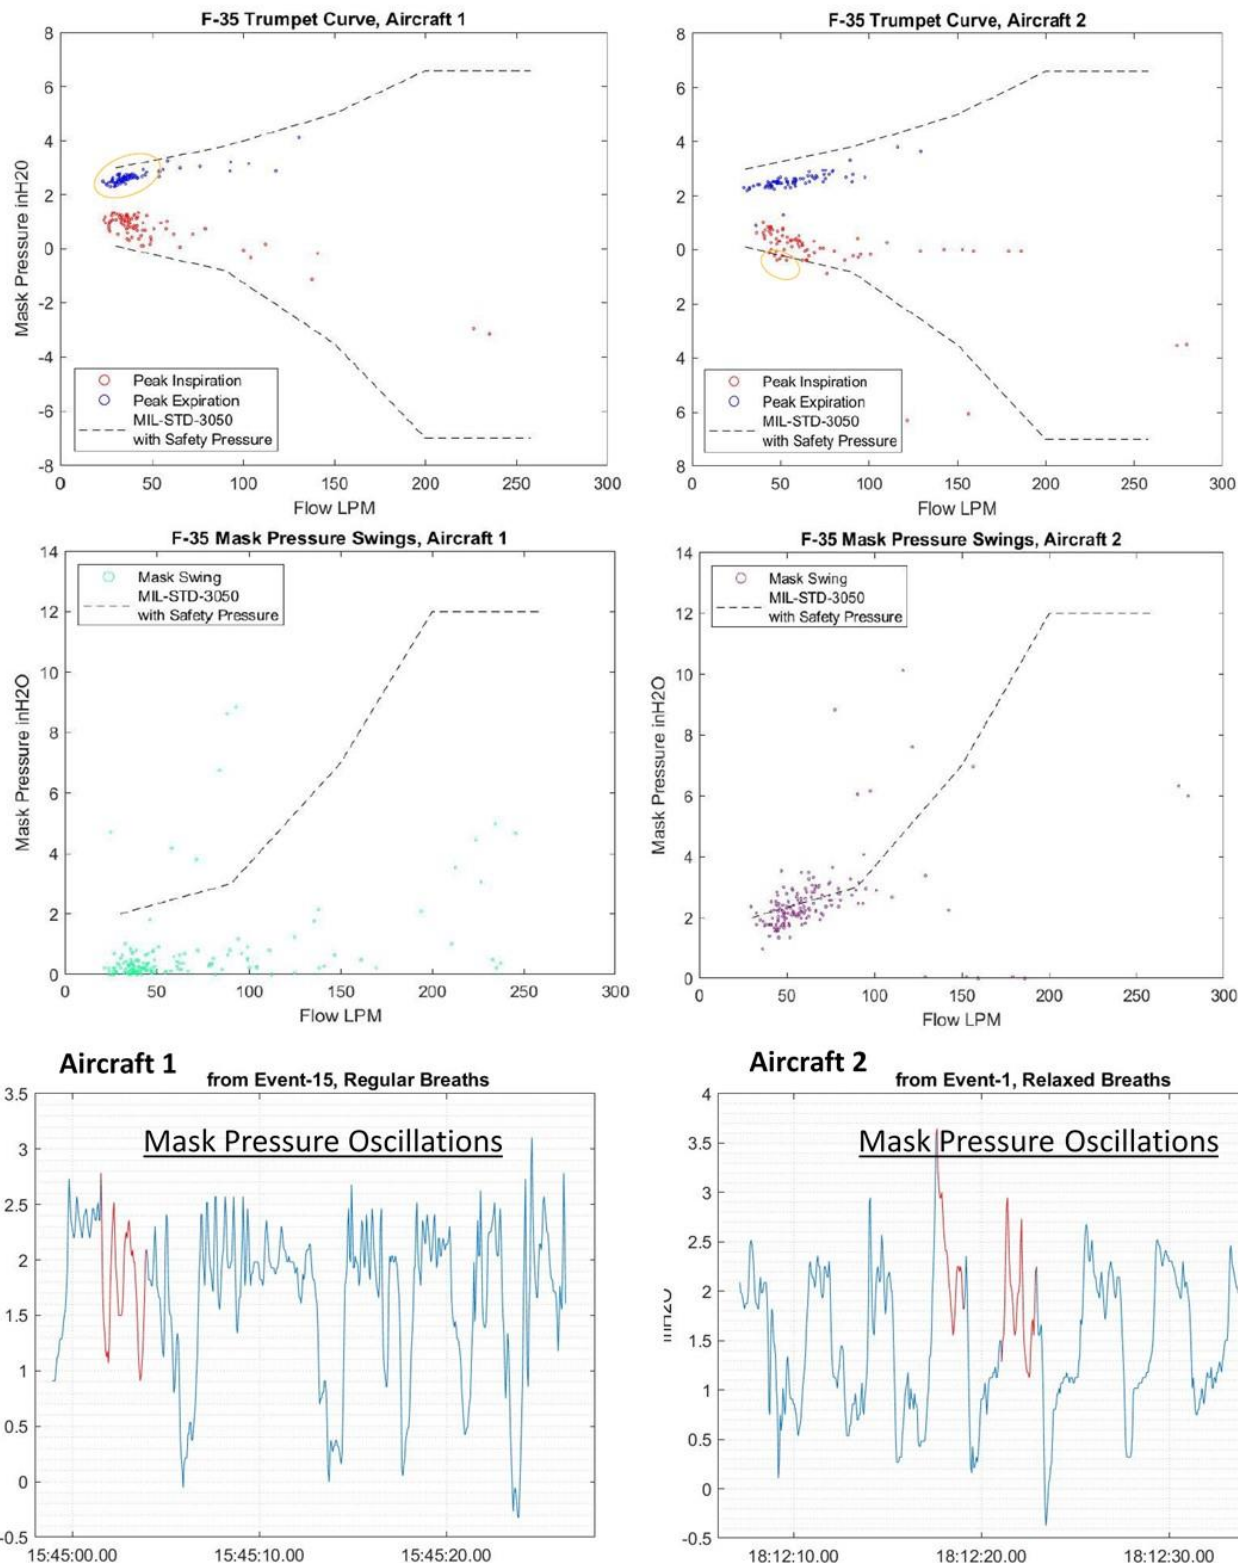 F-35 Trumpet Curve, Aircraft 1
8
6
4
2
0
-2
-4
-6
-8
Mask Pressure inH20
Peak Inspiration
Peak Expiration
MIL-STD-3050
with Safety Pressure
0 50 100 150 200 250 300
Flow LPM
F-35 Trumpet Curve, Aircraft 2
8
6
4
2
0
2
4
6
8
Mask Pressure inH2O
Peak Inspiration
Peak Expiration
MIL-STD-3050
with Safety Pressure
0 50 100 150 200 250 300
Flow LPM
F-35 Mask Pressure Swings, Aircraft 1
14
12
10
8
6
4
2
0
Mask Pressure inH2O
Mask Swing
MIL-STD-3050
with Safety Pressure
0 50 100 150 200 250 300
Flow LPM
F-35 Mask Pressure Swings, Aircraft 2
14
12
10
8
6
4
2
0
Mask Pressure inH2O
Mask Swing
MIL-STD-3050
with Safety Pressure
0 50 100 150 200 250 300
Flow LPM
Aircraft 1
from Event-15, Regular Breaths
Mask Pressure Oscillations
3.5
3
2.5
2
1.5
1
0.5
0
-0.5
15:45:00.00 15:45:10.00 15:45:20.00
Aircraft 2
from Event-1, Relaxed Breaths
Mask Pressure Oscillations
4
3.5
3
2.5
2
1.5
1
0.5
0
-0.5
18:12:10.00 18:12:20.00 18:12:30.00